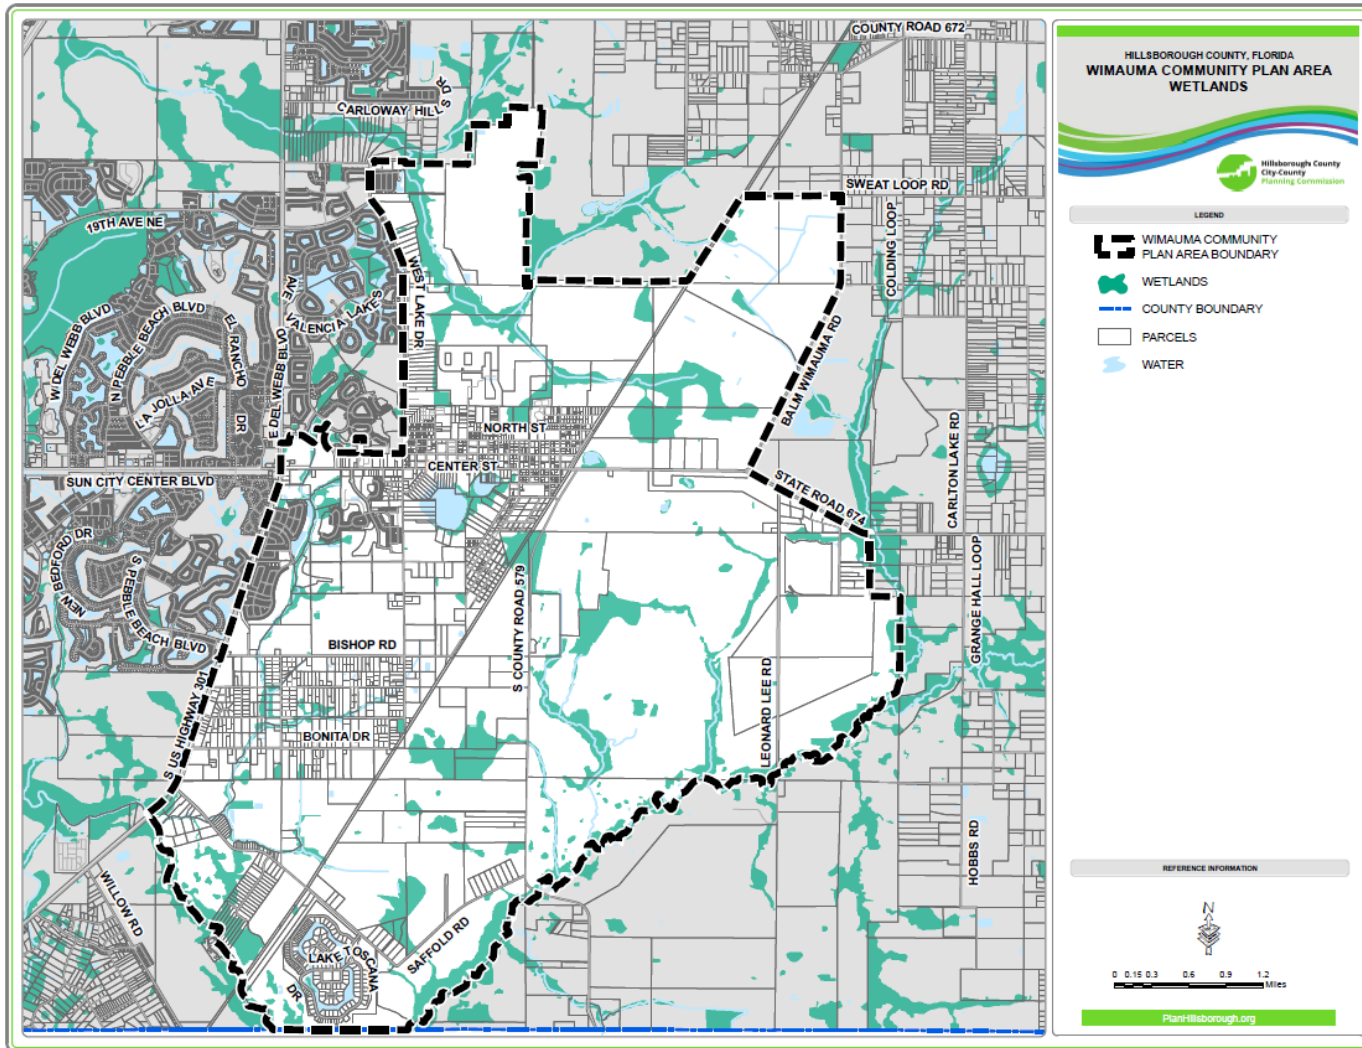 COUNTY ROAD 672
CARLOWAY HILLS DR
SWEAT LOOP RD
19TH AVE NE
COLDING LOOP
WEST LAKE DR
VALENCIA LAKES
AVE
W DEL WEBB BLVD
N PEBBLE BEACH BLVD
EL RANCHO
DR
E DEL WEBB BLVD
LA JOLLA AVE
BALM WIMAUMA RD
NORTH ST
CENTER ST
SUN CITY CENTER BLVD
STATE ROAD 674
CARLTON LAKE RD
NEW BEDFORD DR
S PEBBLE BEACH BLVD
S COUNTY ROAD 579
GRANGE HALL LOOP
BISHOP RD
S US HIGHWAY 301
LEONARD LEE RD
BONITA DR
HOBBS RD
WILLOW RD
SAFFOLD RD
LAKE TOSCANA
DR
HILLSBOROUGH COUNTY, FLORIDA
WIMAUMA COMMUNITY PLAN AREA
WETLANDS
Hillsborough County
City-County
Planning Commission
LEGEND
WIMAUMA COMMUNITY
PLAN AREA BOUNDARY
WETLANDS
COUNTY BOUNDARY
PARCELS
WATER
REFERENCE INFORMATION
N
0 0.15 0.3 0.6 0.9 1.2
Miles
PlanHillsborough.org